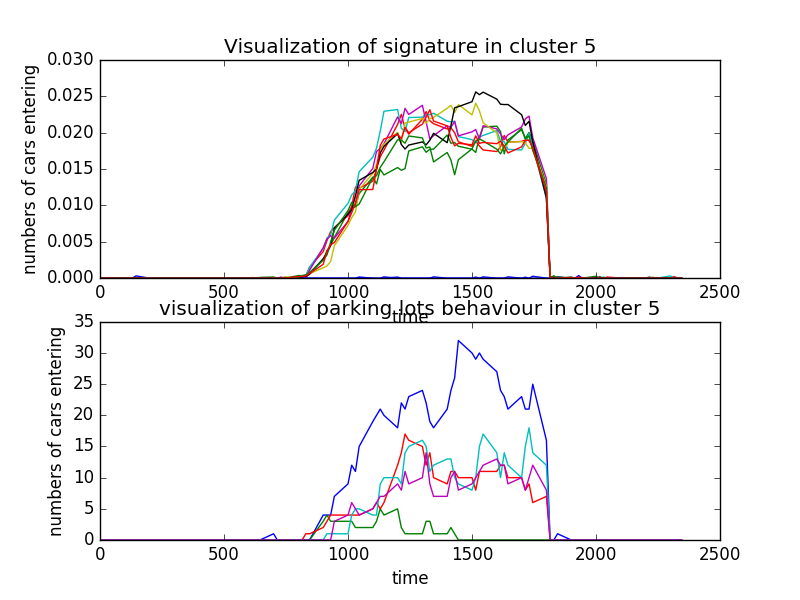 Visualization of signature in cluster 5
numbers of cars entering
0.030
0.025
0.020
0.015
0.010
0.005
0.000
0 500 1000 1500 2000 2500
time
visualization of parking lots behaviour in cluster 5
numbers of cars entering
35
30
25
20
15
10
5
0
0 500 1000 1500 2000 2500
time